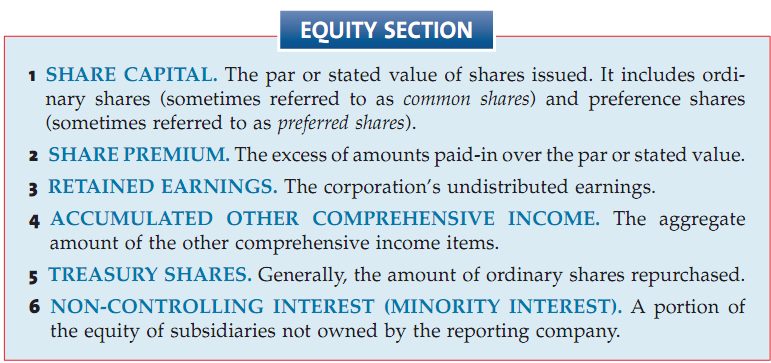 EQUITY SECTION
1 SHARE CAPITAL. The par or stated value of shares issued. It includes ordi-
nary shares (sometimes referred to as common shares) and preference shares
(sometimes referred to as preferred shares).
2 SHARE PREMIUM. The excess of amounts paid-in over the par or stated value.
3 RETAINED EARNINGS. The corporation's undistributed earnings.
4 ACCUMULATED OTHER COMPREHENSIVE INCOME. The aggregate
amount of the other comprehensive income items.
5 TREASURY SHARES. Generally, the amount of ordinary shares repurchased.
6 NON-CONTROLLING INTEREST (MINORITY INTEREST). A portion of
the equity of subsidiaries not owned by the reporting company.